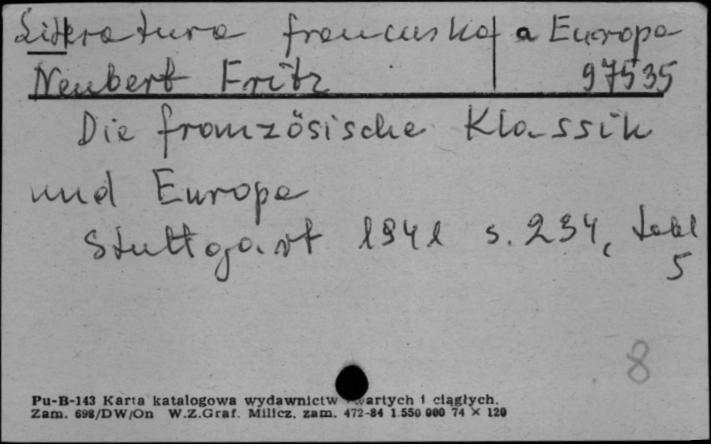 Literatura francuska a Europa
Neubert Fritz 97535
Die französische Klassik
und Europa
Stuttgart 1941 s. 234, tabl
5
8
Pu-B-143 Karta katalogowa wydawnictw wartych i ciągłych.
Zam. 698/DW/On W.Z.Graf. Milicz, zam. 472-84 1.550 000 74 × 120